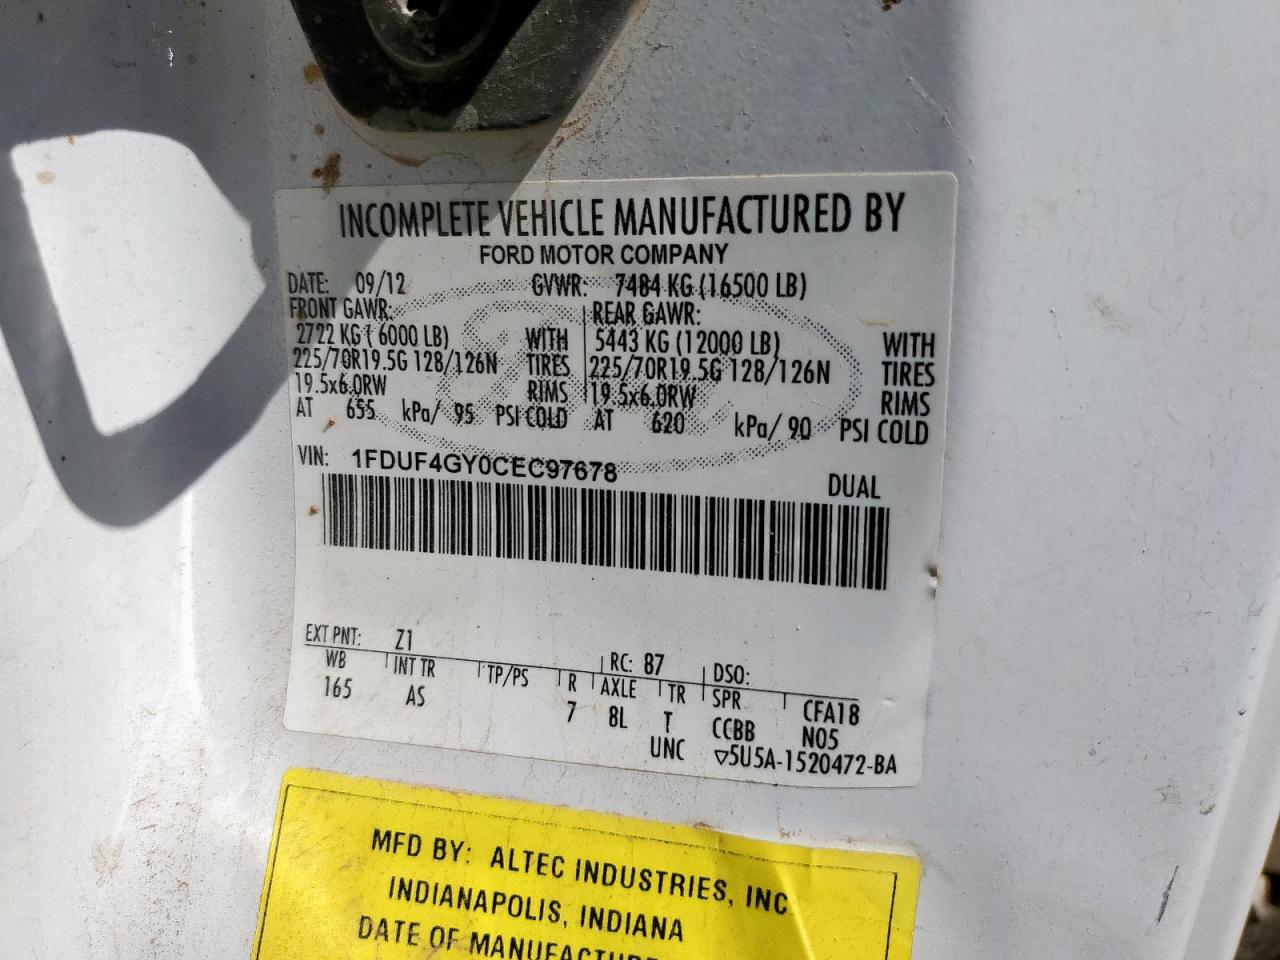 INCOMPLETE VEHICLE MANUFACTURED BY
FORD MOTOR COMPANY
DATE: 09/12 GVWR: 7484 KG (16500 LB)
FRONT GAWR: REAR GAWR:
2722 KG ( 6000 LB) WITH 5443 KG (12000 LB) WITH
225/70R19.5G 128/126N TIRES 225/70R19.5G 128/126N TIRES
19.5x6.0RW RIMS 19.5x6.0RW RIMS
AT 655 kPa/ 95 PSI COLD AT 620 kPa/ 90 PSI COLD
VIN: 1FDUF4GY0CEC97678
DUAL
EXT PNT: Z1 RC: 87 DSO:
WB INT TR TP/PS R AXLE TR SPR CFA18
165 AS 7 8L T CCBB N05
UNC ▽5U5A-1520472-BA
MFD BY: ALTEC INDUSTRIES, INC
INDIANAPOLIS, INDIANA
DATE OF MANUFACTURE